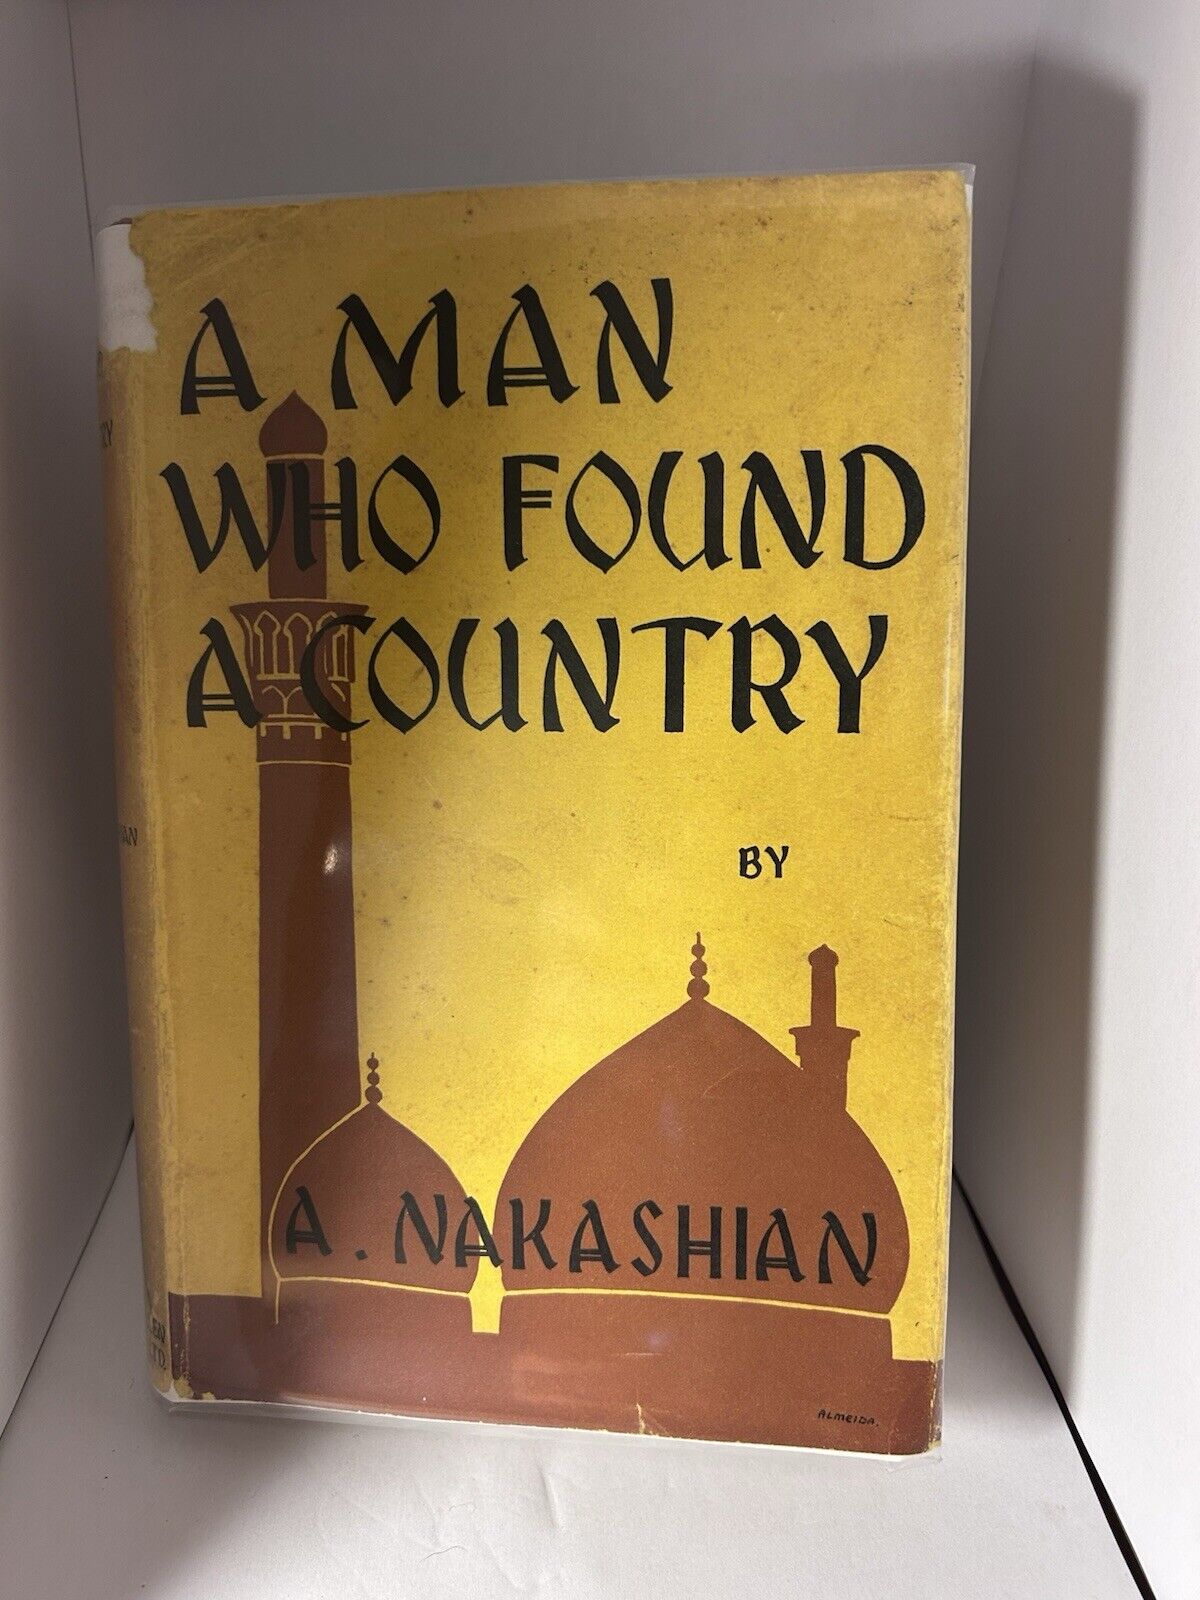 A MAN
WHO FOUND
A COUNTRY
BY
A. NAKASHIAN
ALMEIDA.